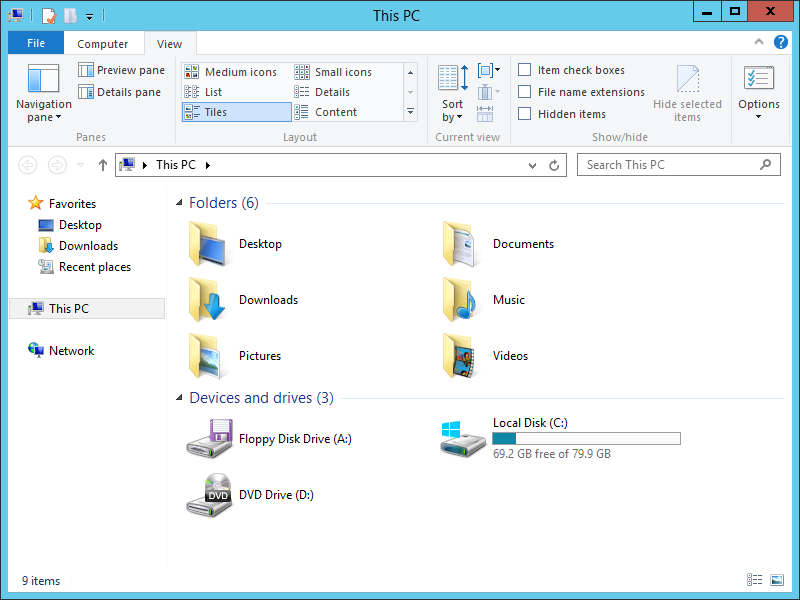 This PC
File
Computer
View
Navigation pane
Preview pane
Details pane
Panes
Medium icons
Small icons
List
Details
Tiles
Content
Layout
Sort by
Current view
Item check boxes
File name extensions
Hidden items
Hide selected items
Show/hide
Options
This PC
Search This PC
Favorites
Desktop
Downloads
Recent places
This PC
Network
Folders (6)
Desktop
Documents
Downloads
Music
Pictures
Videos
Devices and drives (3)
Floppy Disk Drive (A:)
Local Disk (C:)
69.2 GB free of 79.9 GB
DVD
DVD Drive (D:)
9 items